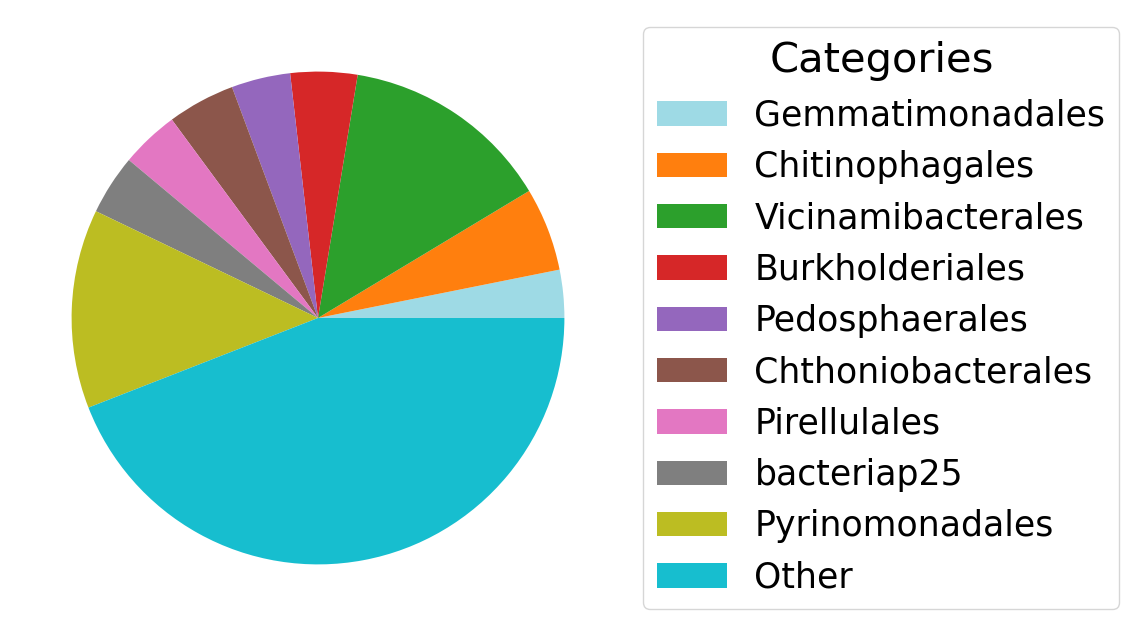 Categories
Gemmatimonadales
Chitinophagales
Vicinamibacterales
Burkholderiales
Pedosphaerales
Chthoniobacterales
Pirellulales
bacteriap25
Pyrinomonadales
Other